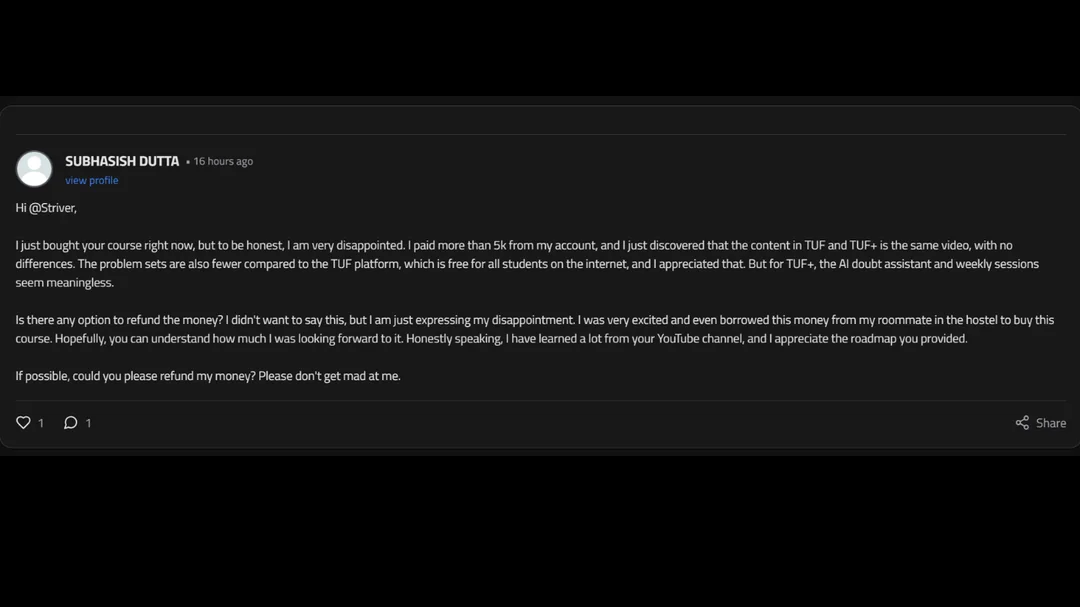 SUBHASISH DUTTA • 16 hours ago
view profile
Hi @Striver,
I just bought your course right now, but to be honest, I am very disappointed. I paid more than 5k from my account, and I just discovered that the content in TUF and TUF+ is the same video, with no
differences. The problem sets are also fewer compared to the TUF platform, which is free for all students on the internet, and I appreciated that. But for TUF+, the AI doubt assistant and weekly sessions
seem meaningless.
Is there any option to refund the money? I didn't want to say this, but I am just expressing my disappointment. I was very excited and even borrowed this money from my roommate in the hostel to buy this
course. Hopefully, you can understand how much I was looking forward to it. Honestly speaking, I have learned a lot from your YouTube channel, and I appreciate the roadmap you provided.
If possible, could you please refund my money? Please don't get mad at me.
1 1 Share